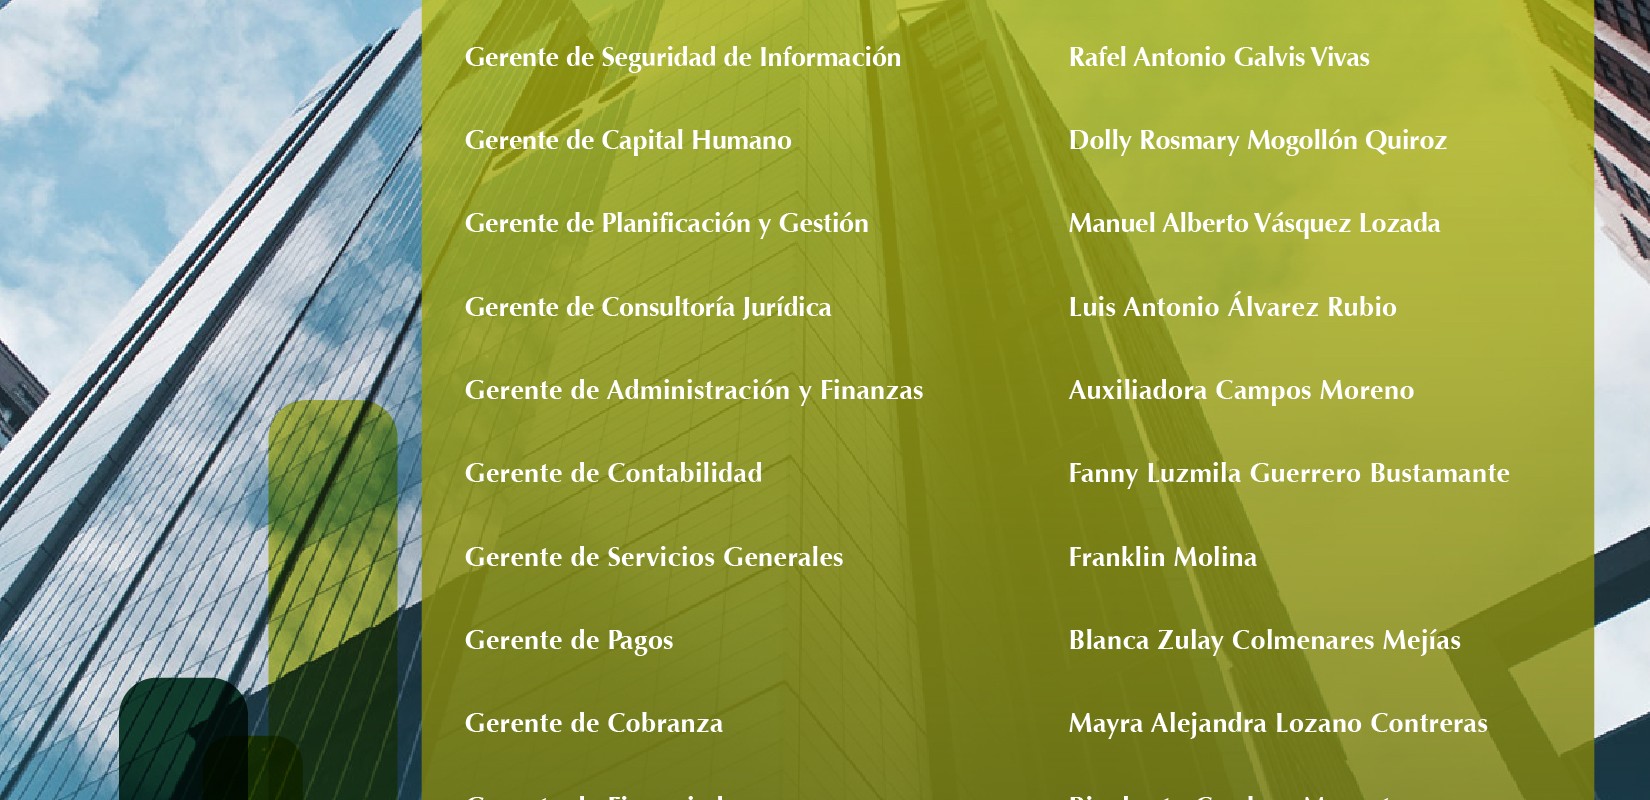 Gerente de Seguridad de Información Rafel Antonio Galvis Vivas
Gerente de Capital Humano Dolly Rosmary Mogollón Quiroz
Gerente de Planificación y Gestión Manuel Alberto Vásquez Lozada
Gerente de Consultoría Jurídica Luis Antonio Álvarez Rubio
Gerente de Administración y Finanzas Auxiliadora Campos Moreno
Gerente de Contabilidad Fanny Luzmila Guerrero Bustamante
Gerente de Servicios Generales Franklin Molina
Gerente de Pagos Blanca Zulay Colmenares Mejías
Gerente de Cobranza Mayra Alejandra Lozano Contreras